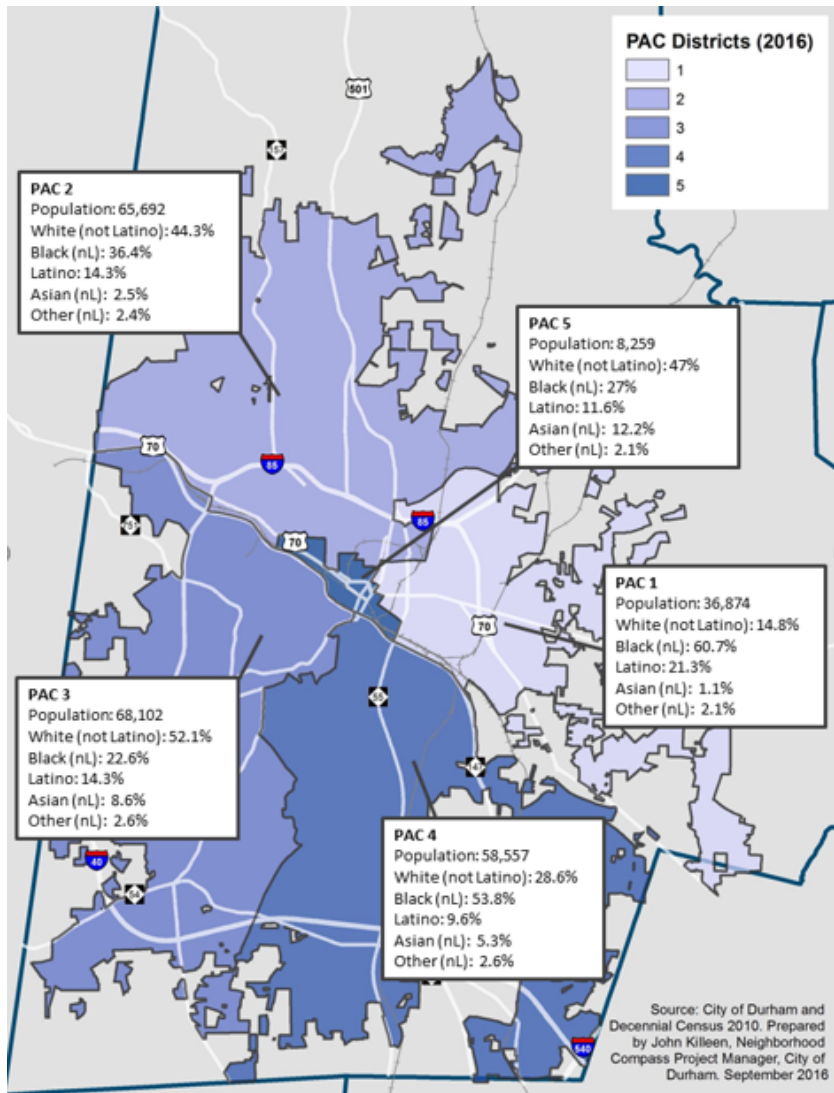 PAC Districts (2016)
1
2
3
4
5
501
157
PAC 2
Population: 65,692
White (not Latino): 44.3%
Black (nL): 36.4%
Latino: 14.3%
Asian (nL): 2.5%
Other (nL): 2.4%
PAC 5
Population: 8,259
White (not Latino): 47%
Black (nL): 27%
Latino: 11.6%
Asian (nL): 12.2%
Other (nL): 2.1%
70
85
85
70
PAC 1
Population: 36,874
White (not Latino): 14.8%
Black (nL): 60.7%
Latino: 21.3%
Asian (nL): 1.1%
Other (nL): 2.1%
70
PAC 3
Population: 68,102
White (not Latino): 52.1%
Black (nL): 22.6%
Latino: 14.3%
Asian (nL): 8.6%
Other (nL): 2.6%
55
147
PAC 4
Population: 58,557
White (not Latino): 28.6%
Black (nL): 53.8%
Latino: 9.6%
Asian (nL): 5.3%
Other (nL): 2.6%
40
54
540
Source: City of Durham and
Decennial Census 2010. Prepared
by John Killeen, Neighborhood
Compass Project Manager, City of
Durham. September 2016